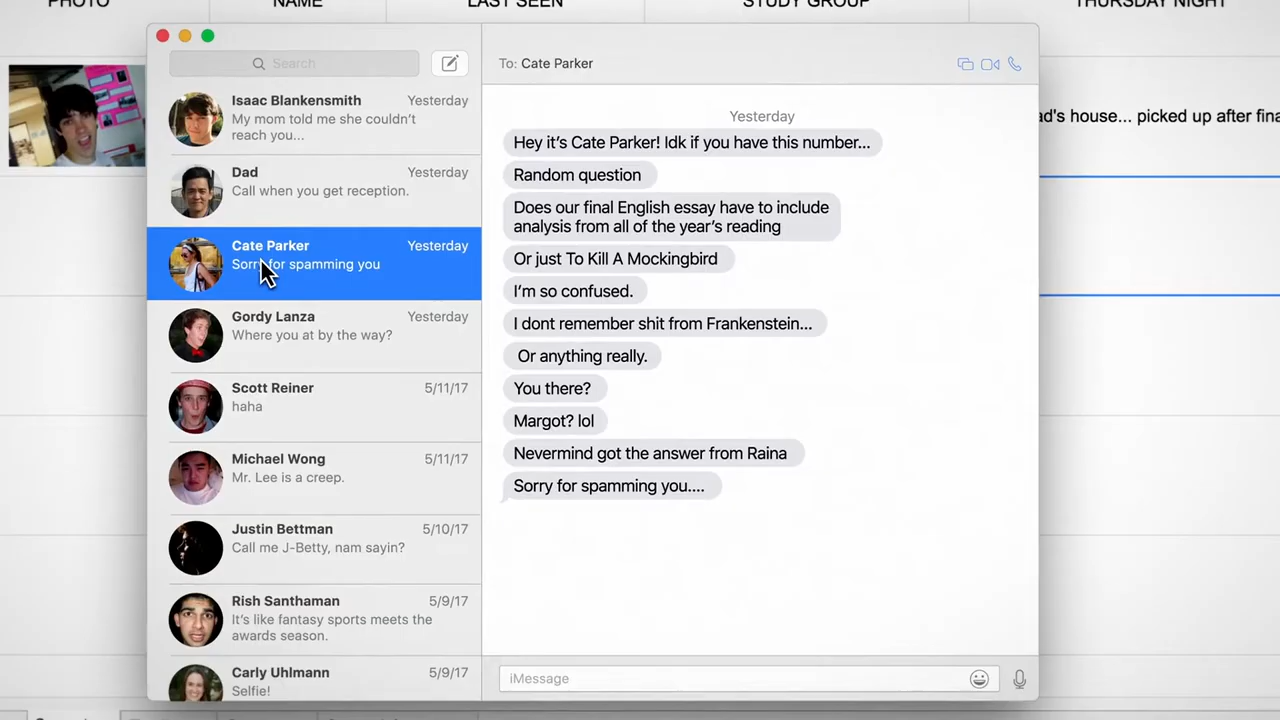 PHOTO NAME LAST SEEN STUDY GROUP THURSDAY NIGHT
Search
To: Cate Parker
Isaac Blankensmith Yesterday
My mom told me she couldn't
reach you...
Dad Yesterday
Call when you get reception.
Cate Parker Yesterday
Sorry for spamming you
Gordy Lanza Yesterday
Where you at by the way?
Scott Reiner 5/11/17
haha
Michael Wong 5/11/17
Mr. Lee is a creep.
Justin Bettman 5/10/17
Call me J-Betty, nam sayin?
Rish Santhaman 5/9/17
It's like fantasy sports meets the
awards season.
Carly Uhlmann 5/9/17
Selfie!
Yesterday
Hey it's Cate Parker! Idk if you have this number...
Random question
Does our final English essay have to include
analysis from all of the year's reading
Or just To Kill A Mockingbird
I'm so confused.
I dont remember shit from Frankenstein...
Or anything really.
You there?
Margot? lol
Nevermind got the answer from Raina
Sorry for spamming you....
iMessage
ad's house... picked up after fina